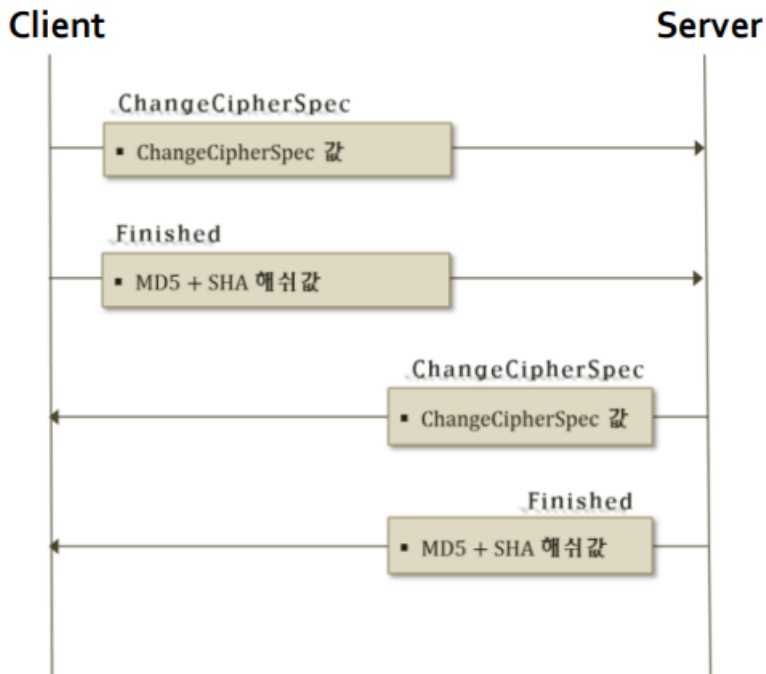 Client
Server
ChangeCipherSpec
▪ ChangeCipherSpec 값
Finished
▪ MD5 + SHA 해쉬값
ChangeCipherSpec
▪ ChangeCipherSpec 값
Finished
▪ MD5 + SHA 해쉬값